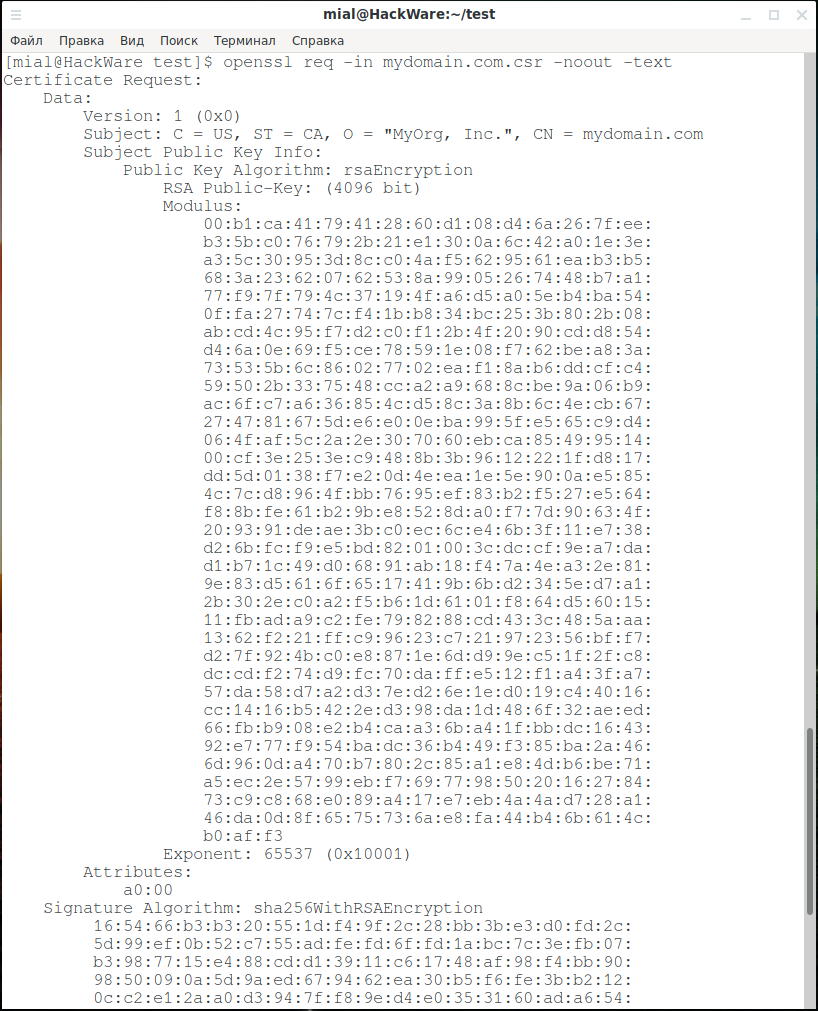 mial@HackWare:~/test
Файл Правка Вид Поиск Терминал Справка
[mial@HackWare test]$ openssl req -in mydomain.com.csr -noout -text
Certificate Request:
    Data:
        Version: 1 (0x0)
        Subject: C = US, ST = CA, O = "MyOrg, Inc.", CN = mydomain.com
        Subject Public Key Info:
            Public Key Algorithm: rsaEncryption
                RSA Public-Key: (4096 bit)
                Modulus:
                    00:b1:ca:41:79:41:28:60:d1:08:d4:6a:26:7f:ee:
                    b3:5b:c0:76:79:2b:21:e1:30:0a:6c:42:a0:1e:3e:
                    a3:5c:30:95:3d:8c:c0:4a:f5:62:95:61:ea:b3:b5:
                    68:3a:23:62:07:62:53:8a:99:05:26:74:48:b7:a1:
                    77:f9:7f:79:4c:37:19:4f:a6:d5:a0:5e:b4:ba:54:
                    0f:fa:27:74:7c:f4:1b:b8:34:bc:25:3b:80:2b:08:
                    ab:cd:4c:95:f7:d2:c0:f1:2b:4f:20:90:cd:d8:54:
                    d4:6a:0e:69:f5:ce:78:59:1e:08:f7:62:be:a8:3a:
                    73:53:5b:6c:86:02:77:02:ea:f1:8a:b6:dd:cf:c4:
                    59:50:2b:33:75:48:cc:a2:a9:68:8c:be:9a:06:b9:
                    ac:6f:c7:a6:36:85:4c:d5:8c:3a:8b:6c:4e:cb:67:
                    27:47:81:67:5d:e6:e0:0e:ba:99:5f:e5:65:c9:d4:
                    06:4f:af:5c:2a:2e:30:70:60:eb:ca:85:49:95:14:
                    00:cf:3e:25:3e:c9:48:8b:3b:96:12:22:1f:d8:17:
                    dd:5d:01:38:f7:e2:0d:4e:ea:1e:5e:90:0a:e5:85:
                    4c:7c:d8:96:4f:bb:76:95:ef:83:b2:f5:27:e5:64:
                    f8:8b:fe:61:b2:9b:e8:52:8d:a0:f7:7d:90:63:4f:
                    20:93:91:de:ae:3b:c0:ec:6c:e4:6b:3f:11:e7:38:
                    d2:6b:fc:f9:e5:bd:82:01:00:3c:dc:cf:9e:a7:da:
                    d1:b7:1c:49:d0:68:91:ab:18:f4:7a:4e:a3:2e:81:
                    9e:83:d5:61:6f:65:17:41:9b:6b:d2:34:5e:d7:a1:
                    2b:30:2e:c0:a2:f5:b6:1d:61:01:f8:64:d5:60:15:
                    11:fb:ad:a9:c2:fe:79:82:88:cd:43:3c:48:5a:aa:
                    13:62:f2:21:ff:c9:96:23:c7:21:97:23:56:bf:f7:
                    d2:7f:92:4b:c0:e8:87:1e:6d:d9:9e:c5:1f:2f:c8:
                    dc:cd:f2:74:d9:fc:70:da:ff:e5:12:f1:a4:3f:a7:
                    57:da:58:d7:a2:d3:7e:d2:6e:1e:d0:19:c4:40:16:
                    cc:14:16:b5:42:2e:d3:98:da:1d:48:6f:32:ae:ed:
                    66:fb:b9:08:e2:b4:ca:a3:6b:a4:1f:bb:dc:16:43:
                    92:e7:77:f9:54:ba:dc:36:b4:49:f3:85:ba:2a:46:
                    6d:96:0d:a4:70:b7:80:2c:85:a1:e8:4d:b6:be:71:
                    a5:ec:2e:57:99:eb:f7:69:77:98:50:20:16:27:84:
                    73:c9:c8:68:e0:89:a4:17:e7:eb:4a:4a:d7:28:a1:
                    46:da:0d:8f:65:75:73:6a:e8:fa:44:b4:6b:61:4c:
                    b0:af:f3
                Exponent: 65537 (0x10001)
        Attributes:
            a0:00
    Signature Algorithm: sha256WithRSAEncryption
         16:54:66:b3:b3:20:55:1d:f4:9f:2c:28:bb:3b:e3:d0:fd:2c:
         5d:99:ef:0b:52:c7:55:ad:fe:fd:6f:fd:1a:bc:7c:3e:fb:07:
         b3:98:77:15:e4:88:cd:d1:39:11:c6:17:48:af:98:f4:bb:90:
         98:50:09:0a:5d:9a:ed:67:94:62:ea:30:b5:f6:fe:3b:b2:12:
         0c:c2:e1:2a:a0:d3:94:7f:f8:9e:d4:e0:35:31:60:ad:a6:54: